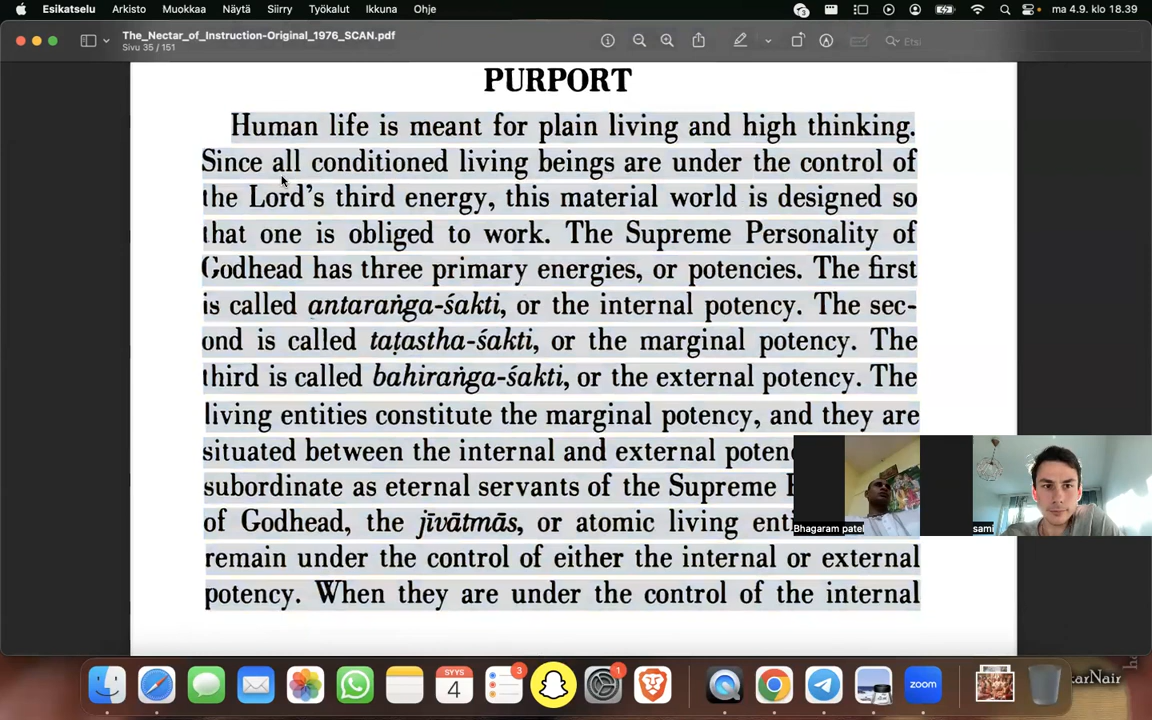 Esikatselu Arkisto Muokkaa Näytä Siirry Työkalut Ikkuna Ohje ma 4.9. klo 18.39
The_Nectar_of_Instruction-Original_1976_SCAN.pdf
Sivu 35 / 151
Etsi
PURPORT
Human life is meant for plain living and high thinking.
Since all conditioned living beings are under the control of
the Lord's third energy, this material world is designed so
that one is obliged to work. The Supreme Personality of
Godhead has three primary energies, or potencies. The first
is called antaraṅga-śakti, or the internal potency. The sec-
ond is called taṭastha-śakti, or the marginal potency. The
third is called bahiraṅga-śakti, or the external potency. The
living entities constitute the marginal potency, and they are
situated between the internal and external poten
subordinate as eternal servants of the Supreme
of Godhead, the jīvātmās, or atomic living enti
remain under the control of either the internal or external
potency. When they are under the control of the internal
Bhagaram patel
sami
SYYS
4
3
1
zoom